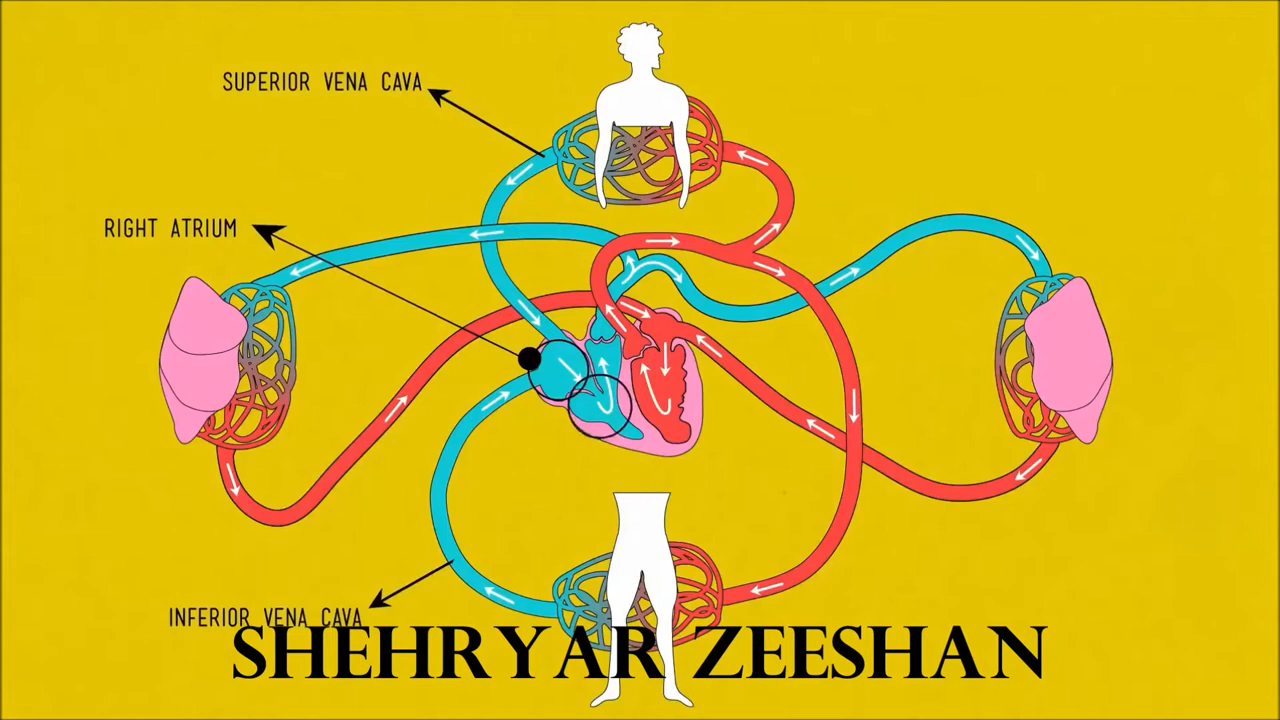 SUPERIOR VENA CAVA
RIGHT ATRIUM
INFERIOR VENA CAVA
SHEHRYAR ZEESHAN